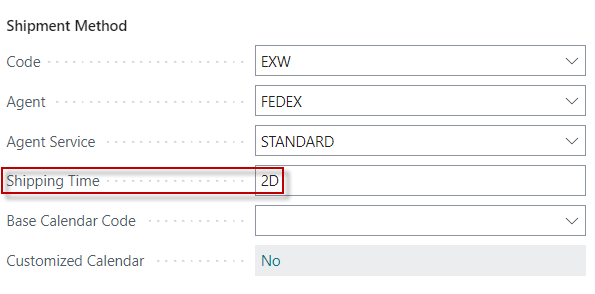 Shipment Method
Code EXW
Agent FEDEX
Agent Service STANDARD
Shipping Time 2D
Base Calendar Code
Customized Calendar No